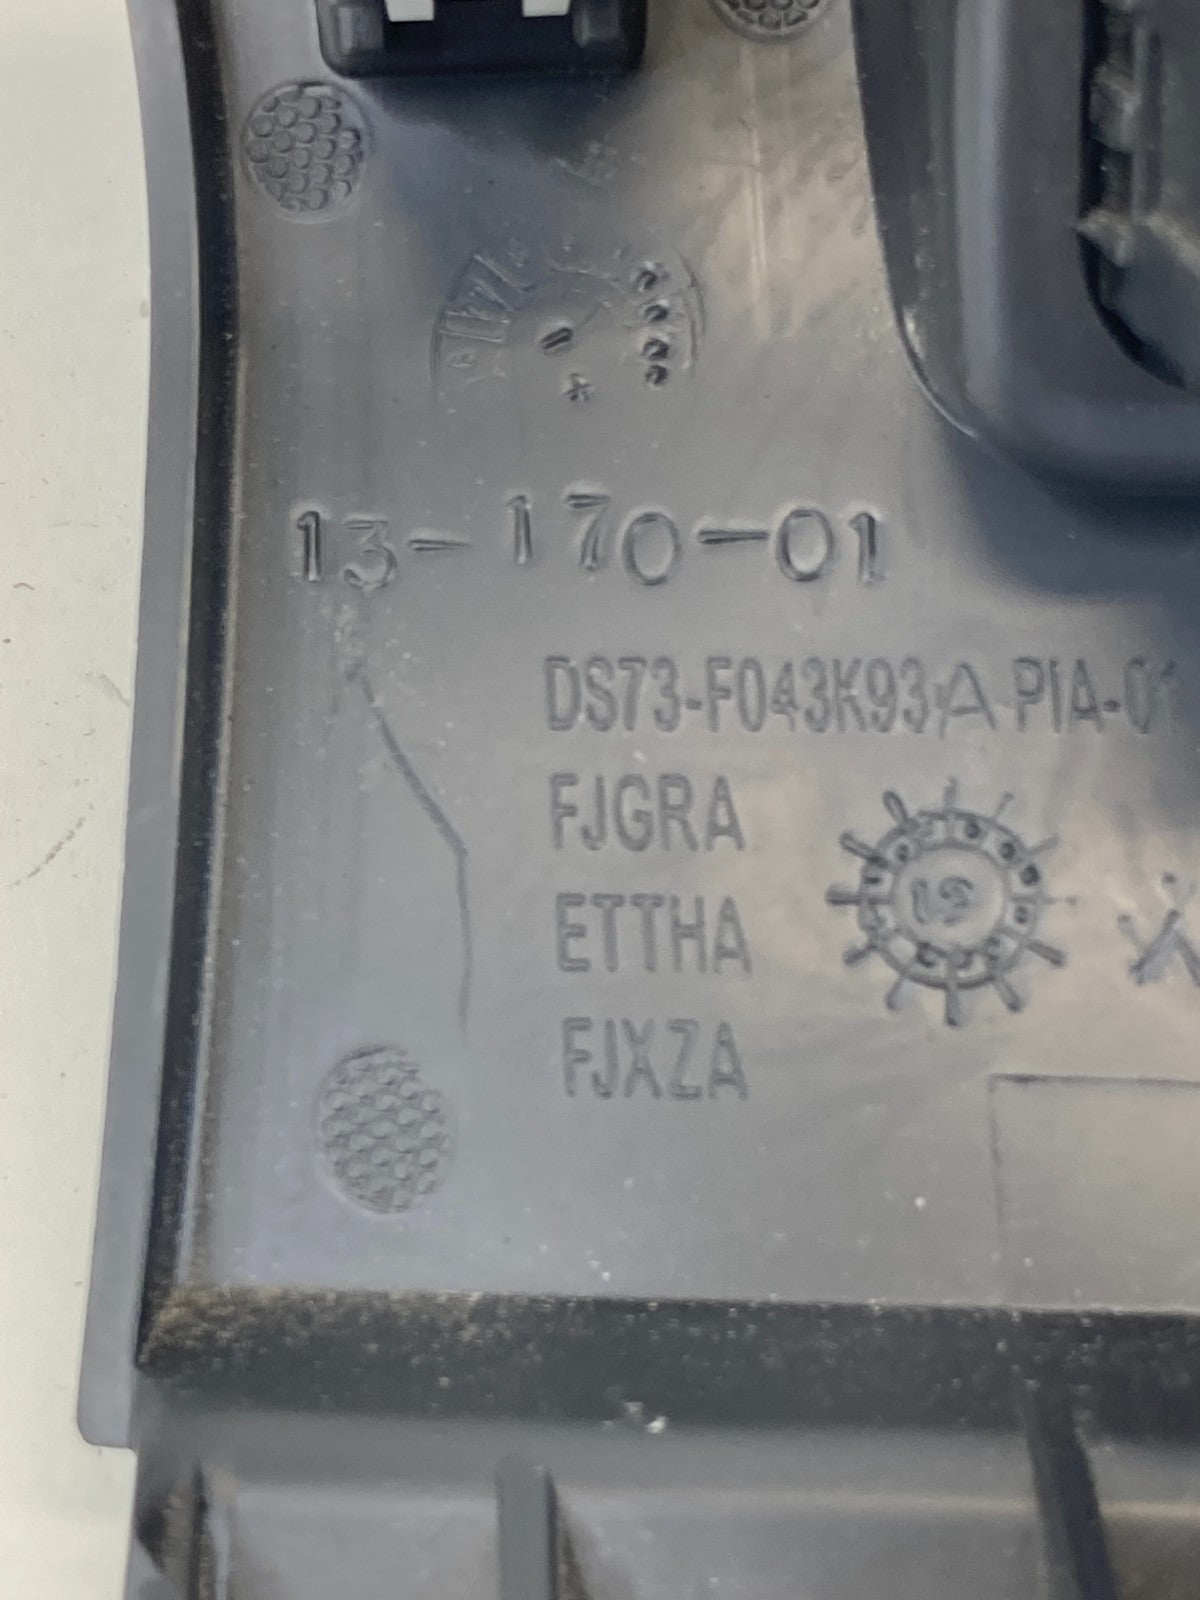 13-170-01
DS73-F043K93-A PIA-01
FJGRA
ETTHA
FJXZA